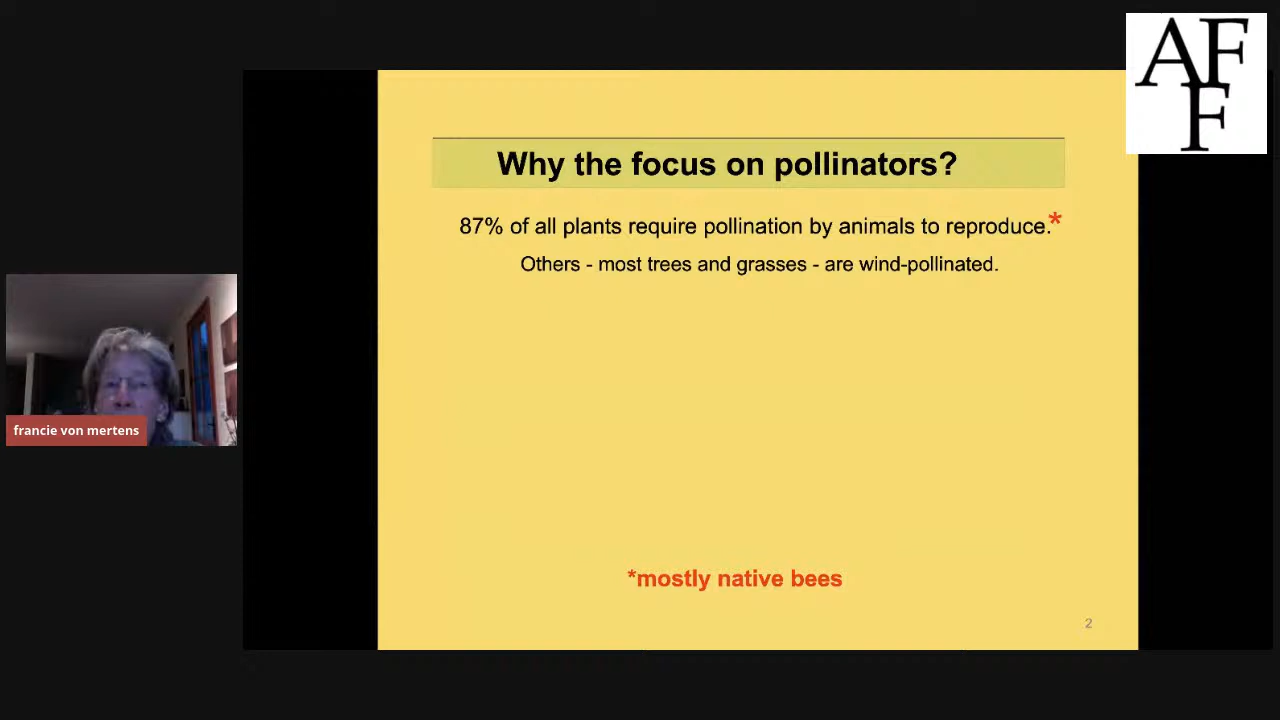 AF
F
Why the focus on pollinators?
87% of all plants require pollination by animals to reproduce.*
Others - most trees and grasses - are wind-pollinated.
francie von mertens
*mostly native bees
2